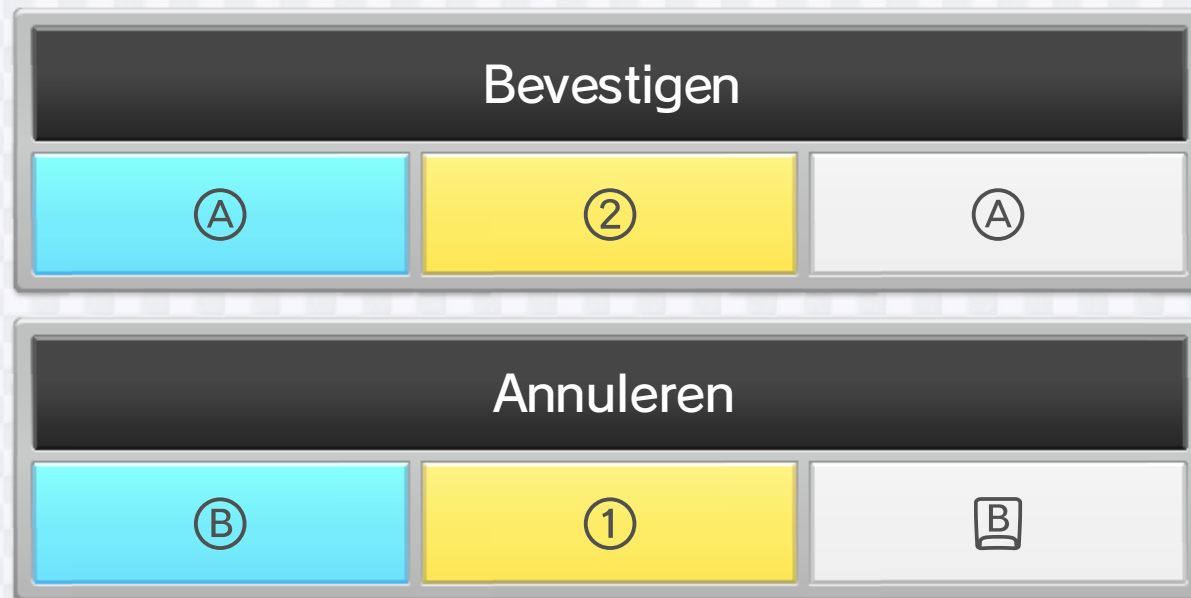 Bevestigen
Ⓐ ② Ⓐ
Annuleren
Ⓑ ① B